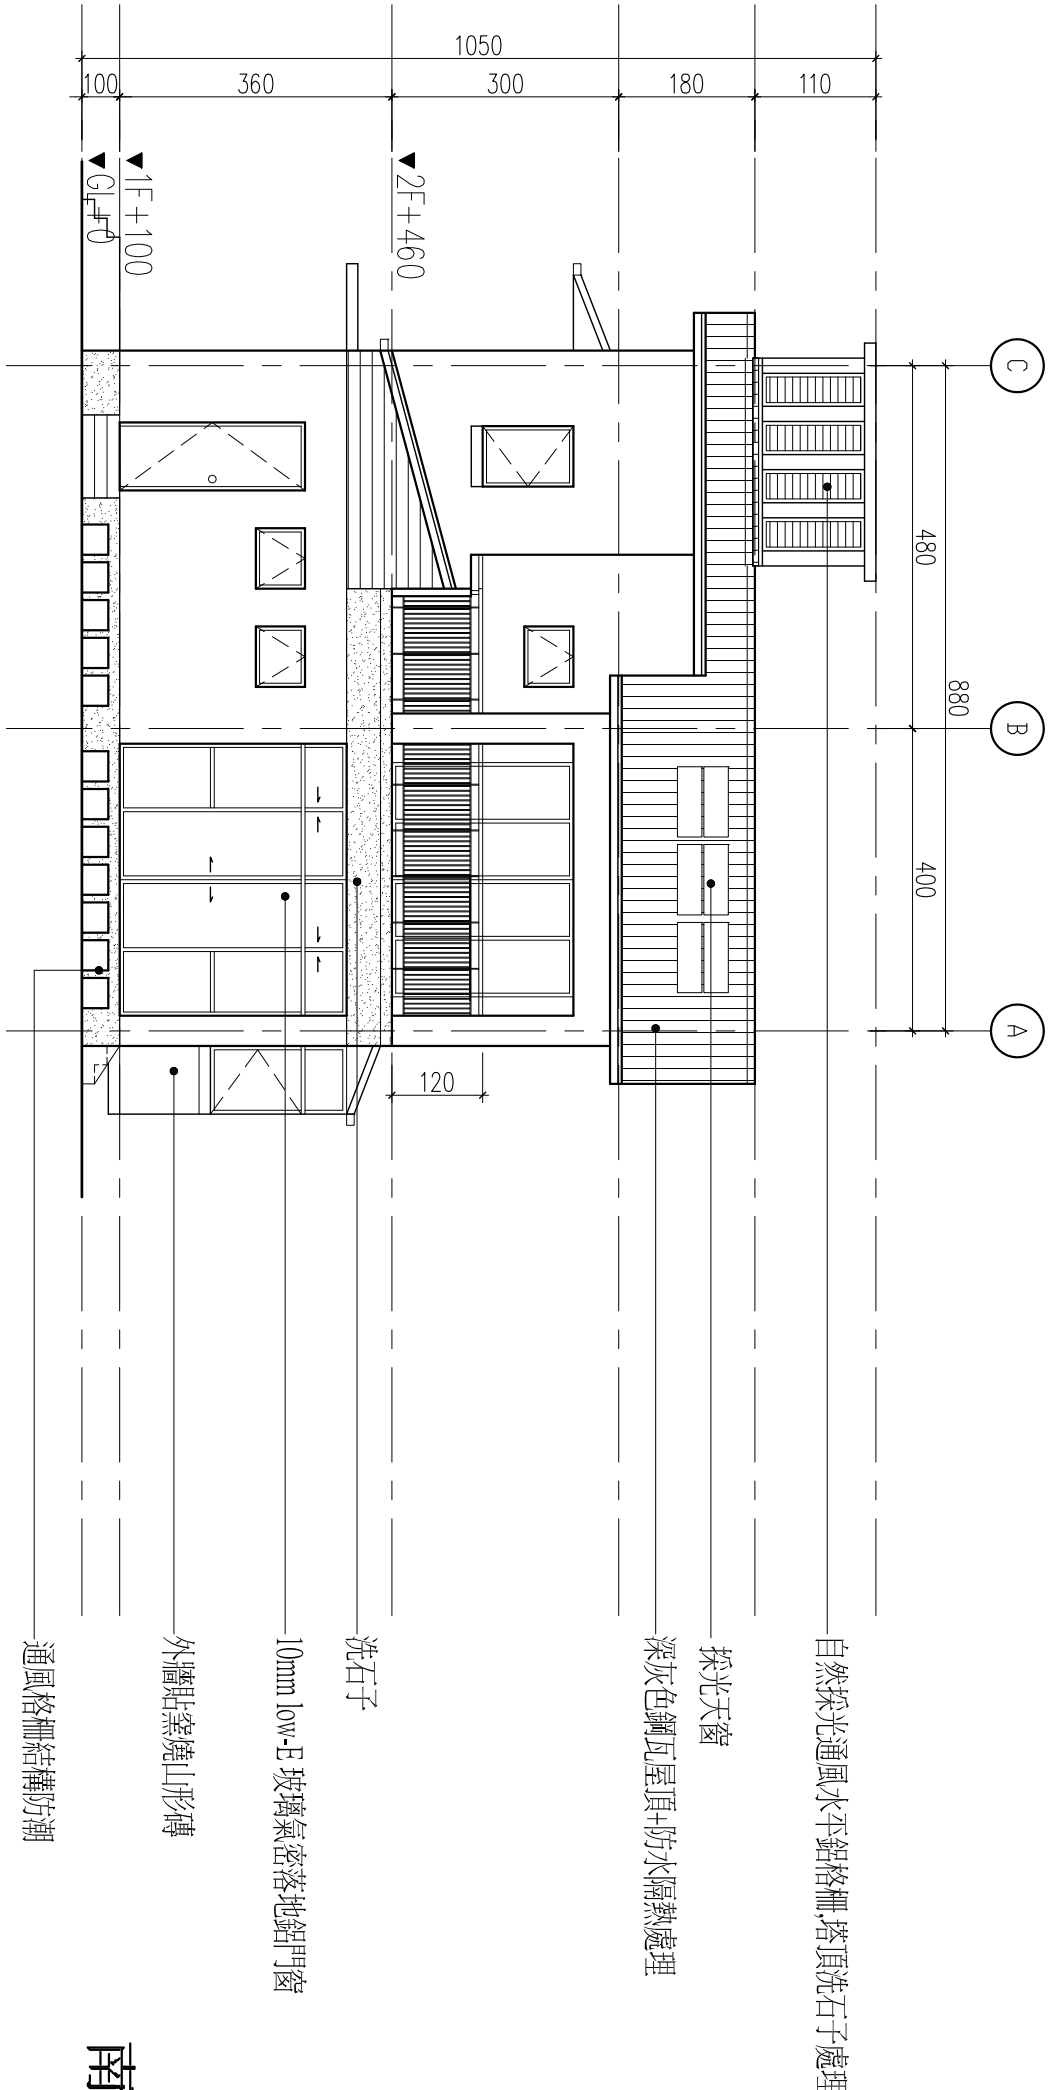 C
B
A
880
480
400
1050
110
180
300
360
100
2F+460
1F+100
GL+0
120
自然採光通風水平鋁格柵,塔頂洗石子處理
採光天窗
深灰色鋼瓦屋頂+防水隔熱處理
洗石子
10mm low-E 玻璃氣密落地鋁門窗
外牆貼窯燒山形磚
通風格柵結構防潮
南